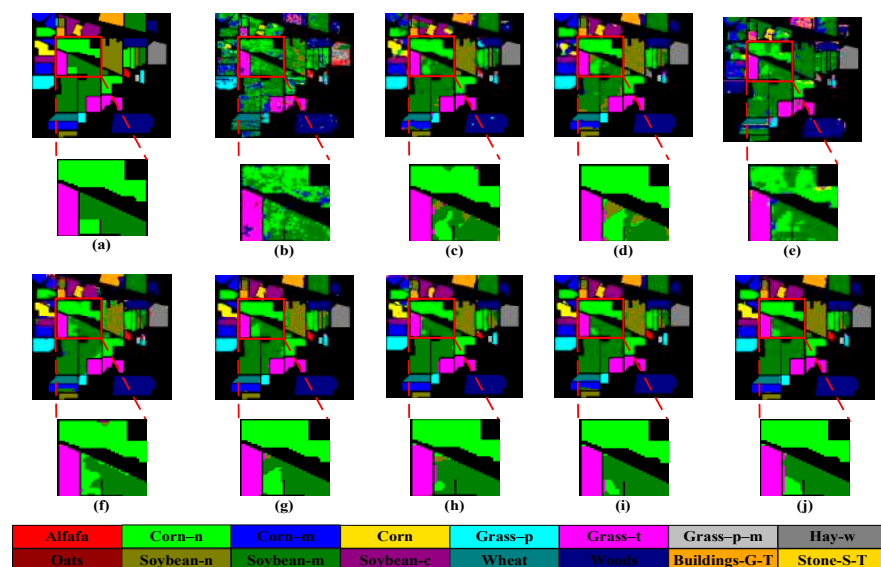 (a) (b) (c) (d) (e)
(f) (g) (h) (i) (j)
Alfafa Corn–n Corn–m Corn Grass–p Grass–t Grass–p–m Hay-w
Oats Soybean-n Soybean-m Soybean-c Wheat Woods Buildings-G-T Stone-S-T